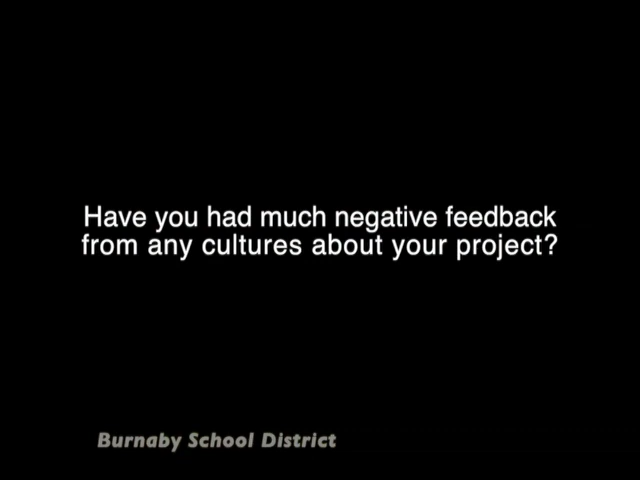 Have you had much negative feedback
from any cultures about your project?
Burnaby School District